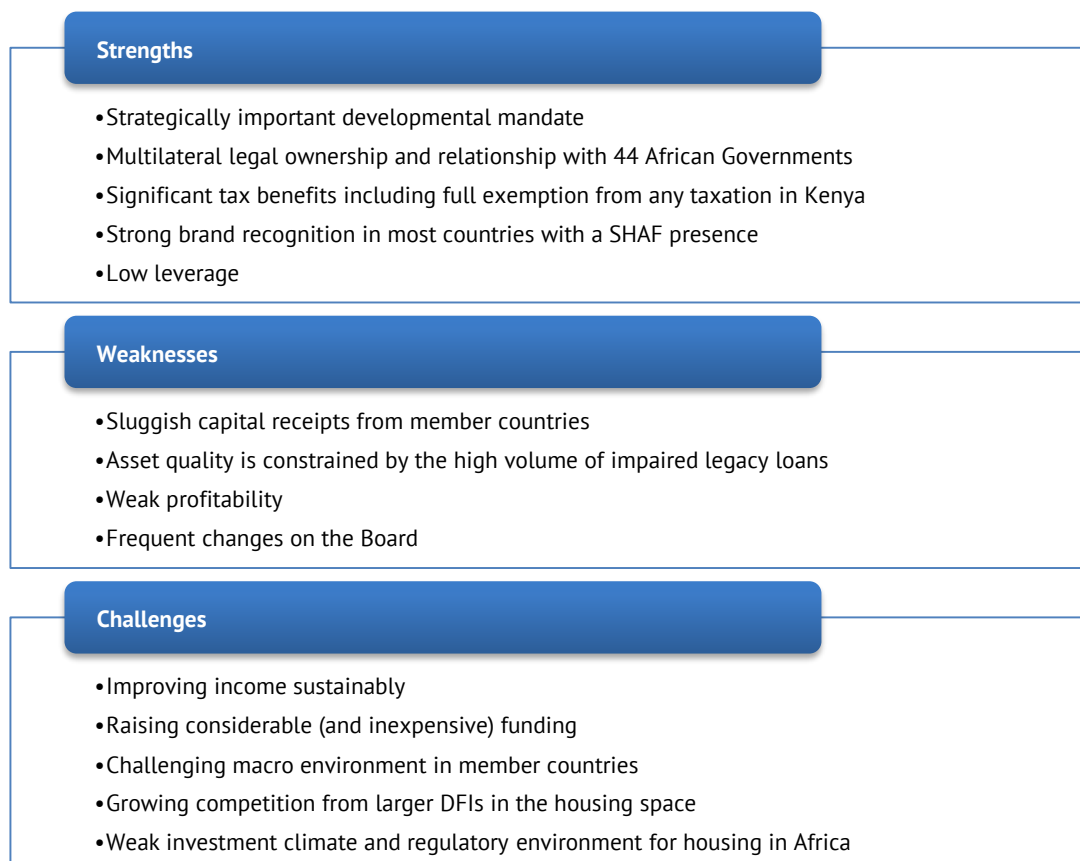 Strengths
•Strategically important developmental mandate
•Multilateral legal ownership and relationship with 44 African Governments
•Significant tax benefits including full exemption from any taxation in Kenya
•Strong brand recognition in most countries with a SHAF presence
•Low leverage
Weaknesses
•Sluggish capital receipts from member countries
•Asset quality is constrained by the high volume of impaired legacy loans
•Weak profitability
•Frequent changes on the Board
Challenges
•Improving income sustainably
•Raising considerable (and inexpensive) funding
•Challenging macro environment in member countries
•Growing competition from larger DFIs in the housing space
•Weak investment climate and regulatory environment for housing in Africa